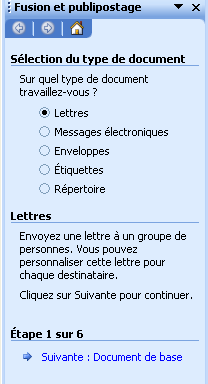 Fusion et publipostage
Sélection du type de document
Sur quel type de document
travaillez-vous ?
Lettres
Messages électroniques
Enveloppes
Étiquettes
Répertoire
Lettres
Envoyez une lettre à un groupe de
personnes. Vous pouvez
personnaliser cette lettre pour
chaque destinataire.
Cliquez sur Suivante pour continuer.
Étape 1 sur 6
Suivante : Document de base